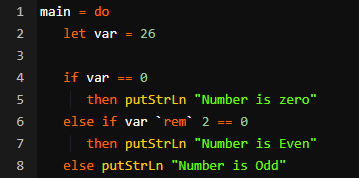 1 main = do
2    let var = 26
3
4    if var == 0
5       then putStrLn "Number is zero"
6    else if var `rem` 2 == 0
7       then putStrLn "Number is Even"
8    else putStrLn "Number is Odd"